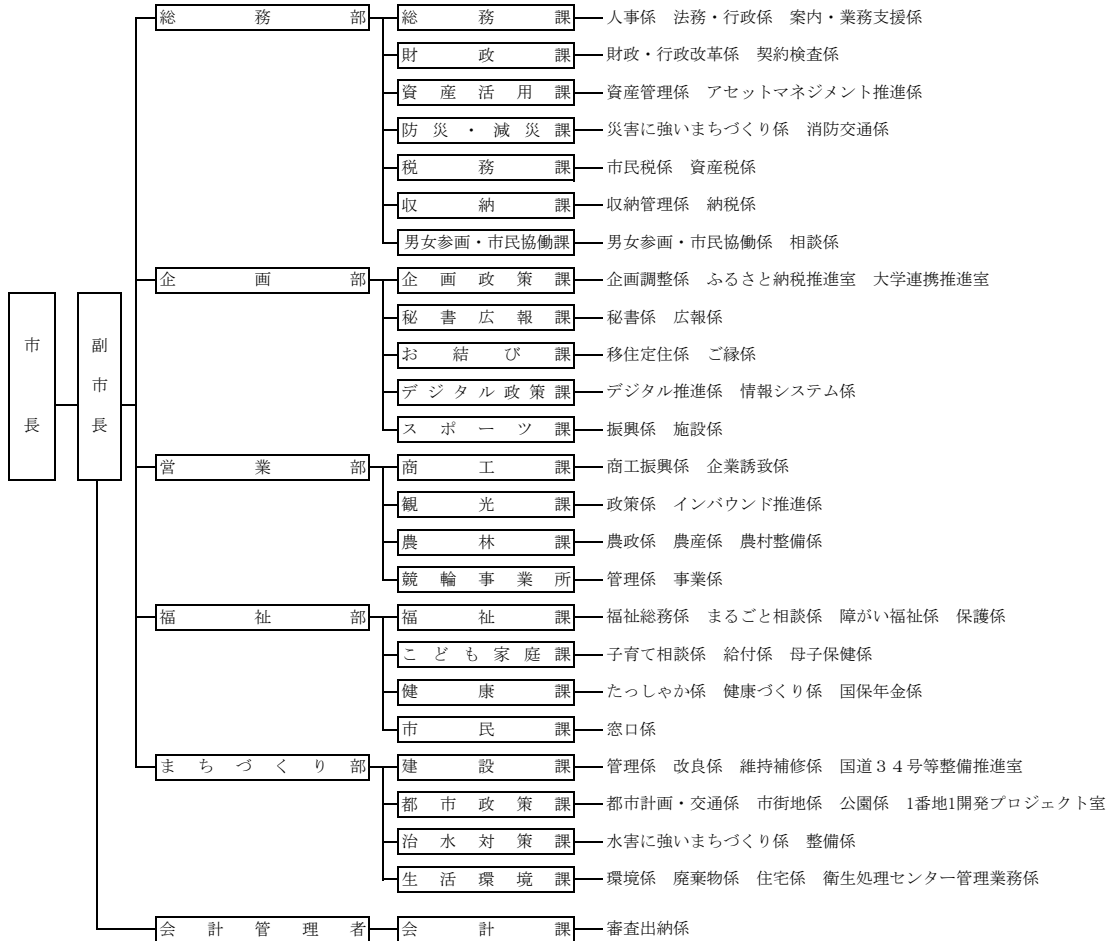 総務部 総務課 人事係 法務・行政係 案内・業務支援係
財政課 財政・行政改革係 契約検査係
資産活用課 資産管理係 アセットマネジメント推進係
防災・減災課 災害に強いまちづくり係 消防交通係
税務課 市民税係 資産税係
収納課 収納管理係 納税係
男女参画・市民協働課 男女参画・市民協働係 相談係
企画部 企画政策課 企画調整係 ふるさと納税推進室 大学連携推進室
市長
副市長
秘書広報課 秘書係 広報係
お結び課 移住定住係 ご縁係
デジタル政策課 デジタル推進係 情報システム係
スポーツ課 振興係 施設係
営業部 商工課 商工振興係 企業誘致係
観光課 政策係 インバウンド推進係
農林課 農政係 農産係 農村整備係
競輪事業所 管理係 事業係
福祉部 福祉課 福祉総務係 まるごと相談係 障がい福祉係 保護係
こども家庭課 子育て相談係 給付係 母子保健係
健康課 たっしゃか係 健康づくり係 国保年金係
市民課 窓口係
まちづくり部 建設課 管理係 改良係 維持補修係 国道34号等整備推進室
都市政策課 都市計画・交通係 市街地係 公園係 1番地1開発プロジェクト室
治水対策課 水害に強いまちづくり係 整備係
生活環境課 環境係 廃棄物係 住宅係 衛生処理センター管理業務係
会計管理者 会計課 審査出納係